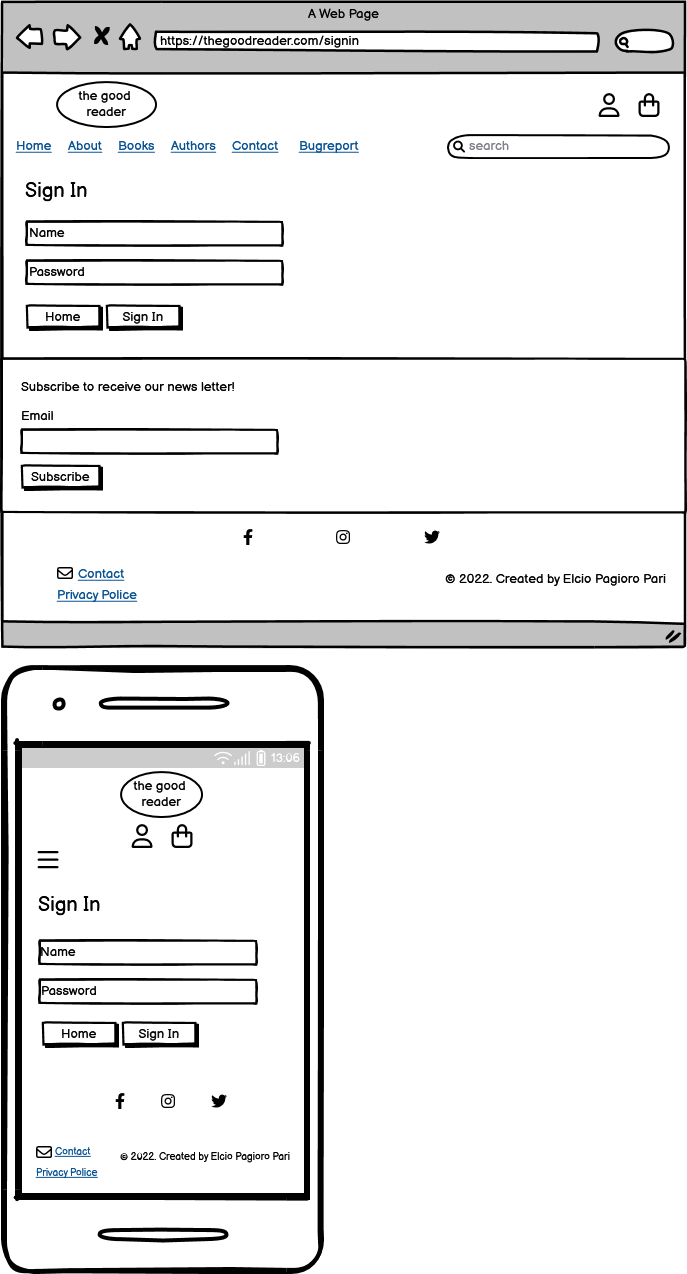 A Web Page
https://thegoodreader.com/signin
the good
reader
Home About Books Authors Contact Bugreport
search
Sign In
Name
Password
Home Sign In
Subscribe to receive our news letter!
Email
Subscribe
Contact
Privacy Police
© 2022. Created by Elcio Pagioro Pari
13:06
the good
reader
Sign In
Name
Password
Home Sign In
Contact
Privacy Police
© 2022. Created by Elcio Pagioro Pari